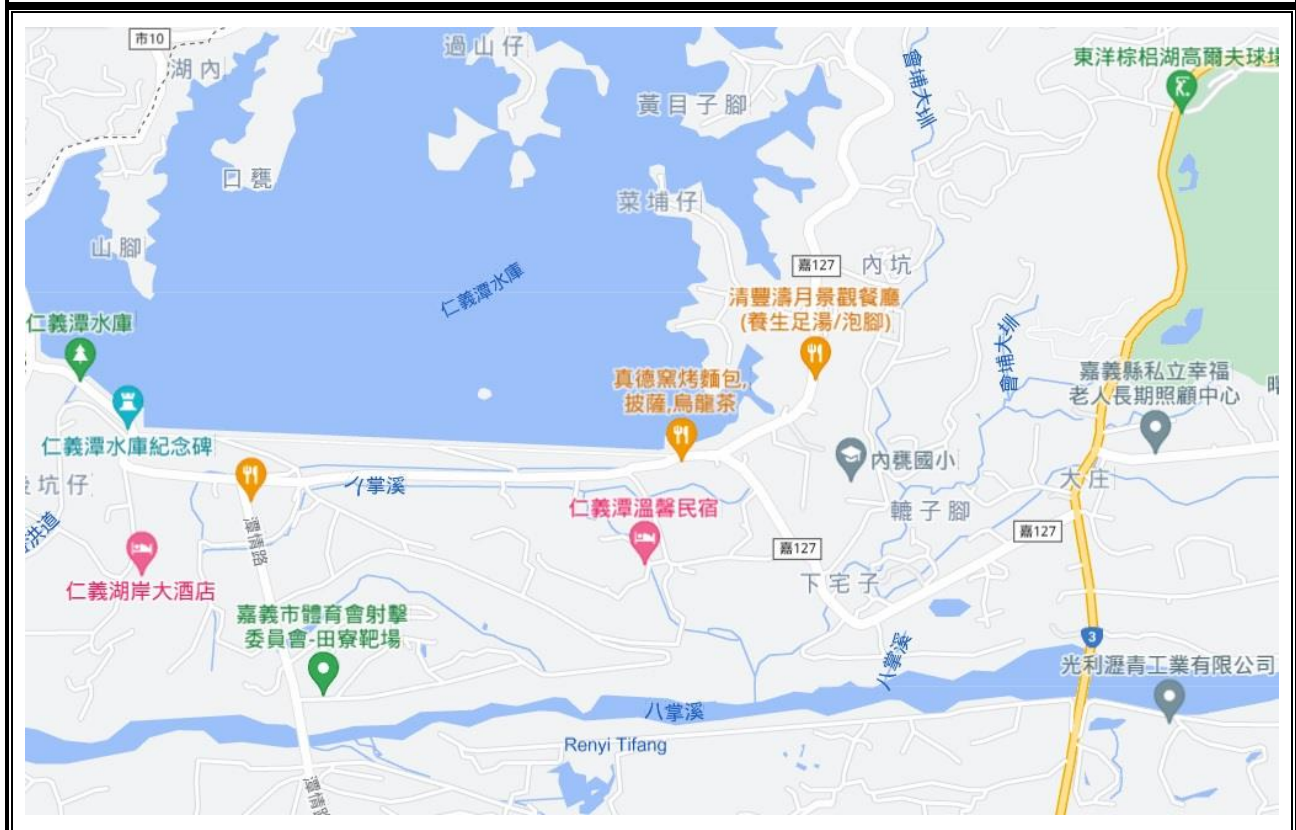 市10
湖內
過山仔
會埔大圳
東洋棕梠湖高爾夫球場
黃目子腳
口甕
菜埔仔
山腳
嘉127
內坑
仁義潭水庫
清豐濤月景觀餐廳
(養生足湯/泡腳)
仁義潭水庫
會埔大圳
真德窯烤麵包,
披薩,烏龍茶
嘉義縣私立幸福
老人長期照顧中心
仁義潭水庫紀念碑
內甕國小
坑仔
八掌溪
大庄
仁義潭溫馨民宿
轆子腳
洪道
潭情路
嘉127
嘉127
仁義湖岸大酒店
下宅子
嘉義市體育會射擊
委員會-田寮靶場
3
八掌溪
光利瀝青工業有限公司
八掌溪
Renyi Tifang
潭情路